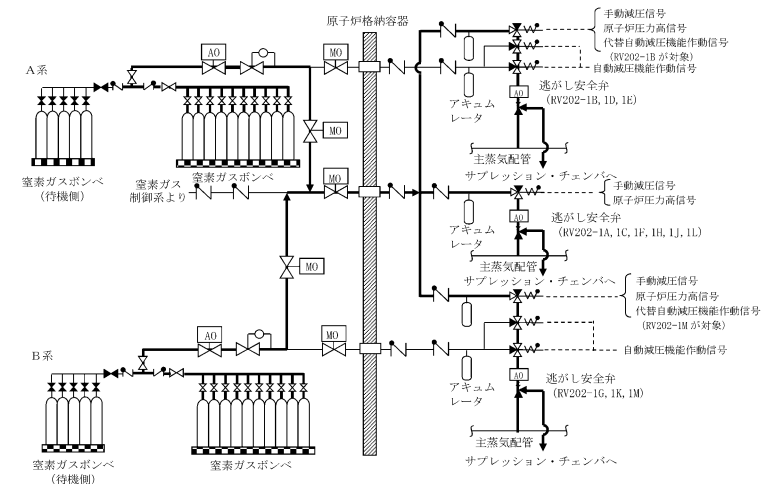 原子炉格納容器
手動減圧信号
原子炉圧力高信号
代替自動減圧機能作動信号
(RV202-1B が対象)
自動減圧機能作動信号
AO
MO
A系
AO
逃がし安全弁
(RV202-1B, 1D, 1E)
アキュム
レータ
MO
主蒸気配管
サプレッション・チェンバへ
窒素ガスボンベ
(待機側)
窒素ガスボンベ
窒素ガス
制御系より
MO
手動減圧信号
原子炉圧力高信号
AO
逃がし安全弁
(RV202-1A, 1C, 1F, 1H, 1J, 1L)
アキュム
レータ
主蒸気配管
サプレッション・チェンバへ
MO
手動減圧信号
原子炉圧力高信号
代替自動減圧機能作動信号
(RV202-1M が対象)
自動減圧機能作動信号
AO
MO
B系
AO
逃がし安全弁
(RV202-1G, 1K, 1M)
アキュム
レータ
主蒸気配管
サプレッション・チェンバへ
窒素ガスボンベ
(待機側)
窒素ガスボンベ